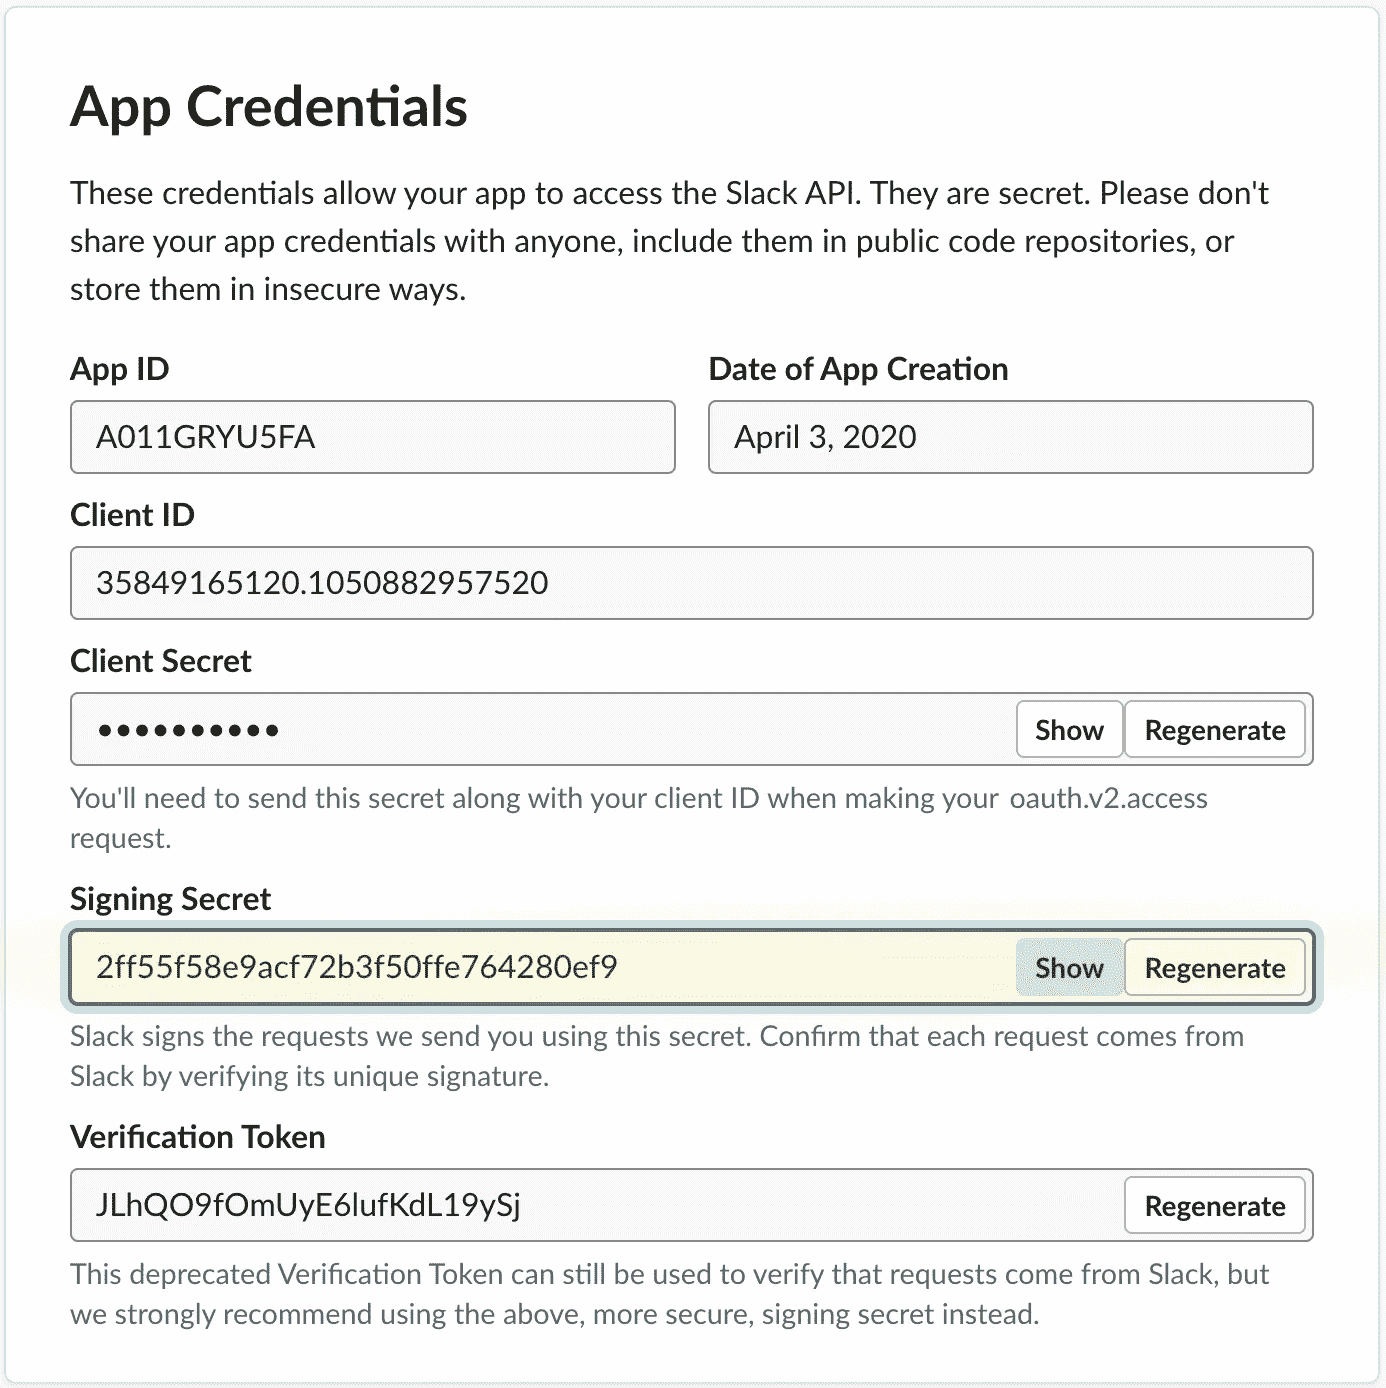 App Credentials
These credentials allow your app to access the Slack API. They are secret. Please don't
share your app credentials with anyone, include them in public code repositories, or
store them in insecure ways.
App ID
Date of App Creation
A011GRYU5FA
April 3, 2020
Client ID
35849165120.1050882957520
Client Secret
••••••••••
Show
Regenerate
You'll need to send this secret along with your client ID when making your oauth.v2.access
request.
Signing Secret
2ff55f58e9acf72b3f50ffe764280ef9
Show
Regenerate
Slack signs the requests we send you using this secret. Confirm that each request comes from
Slack by verifying its unique signature.
Verification Token
JLhQO9fOmUyE6lufKdL19ySj
Regenerate
This deprecated Verification Token can still be used to verify that requests come from Slack, but
we strongly recommend using the above, more secure, signing secret instead.